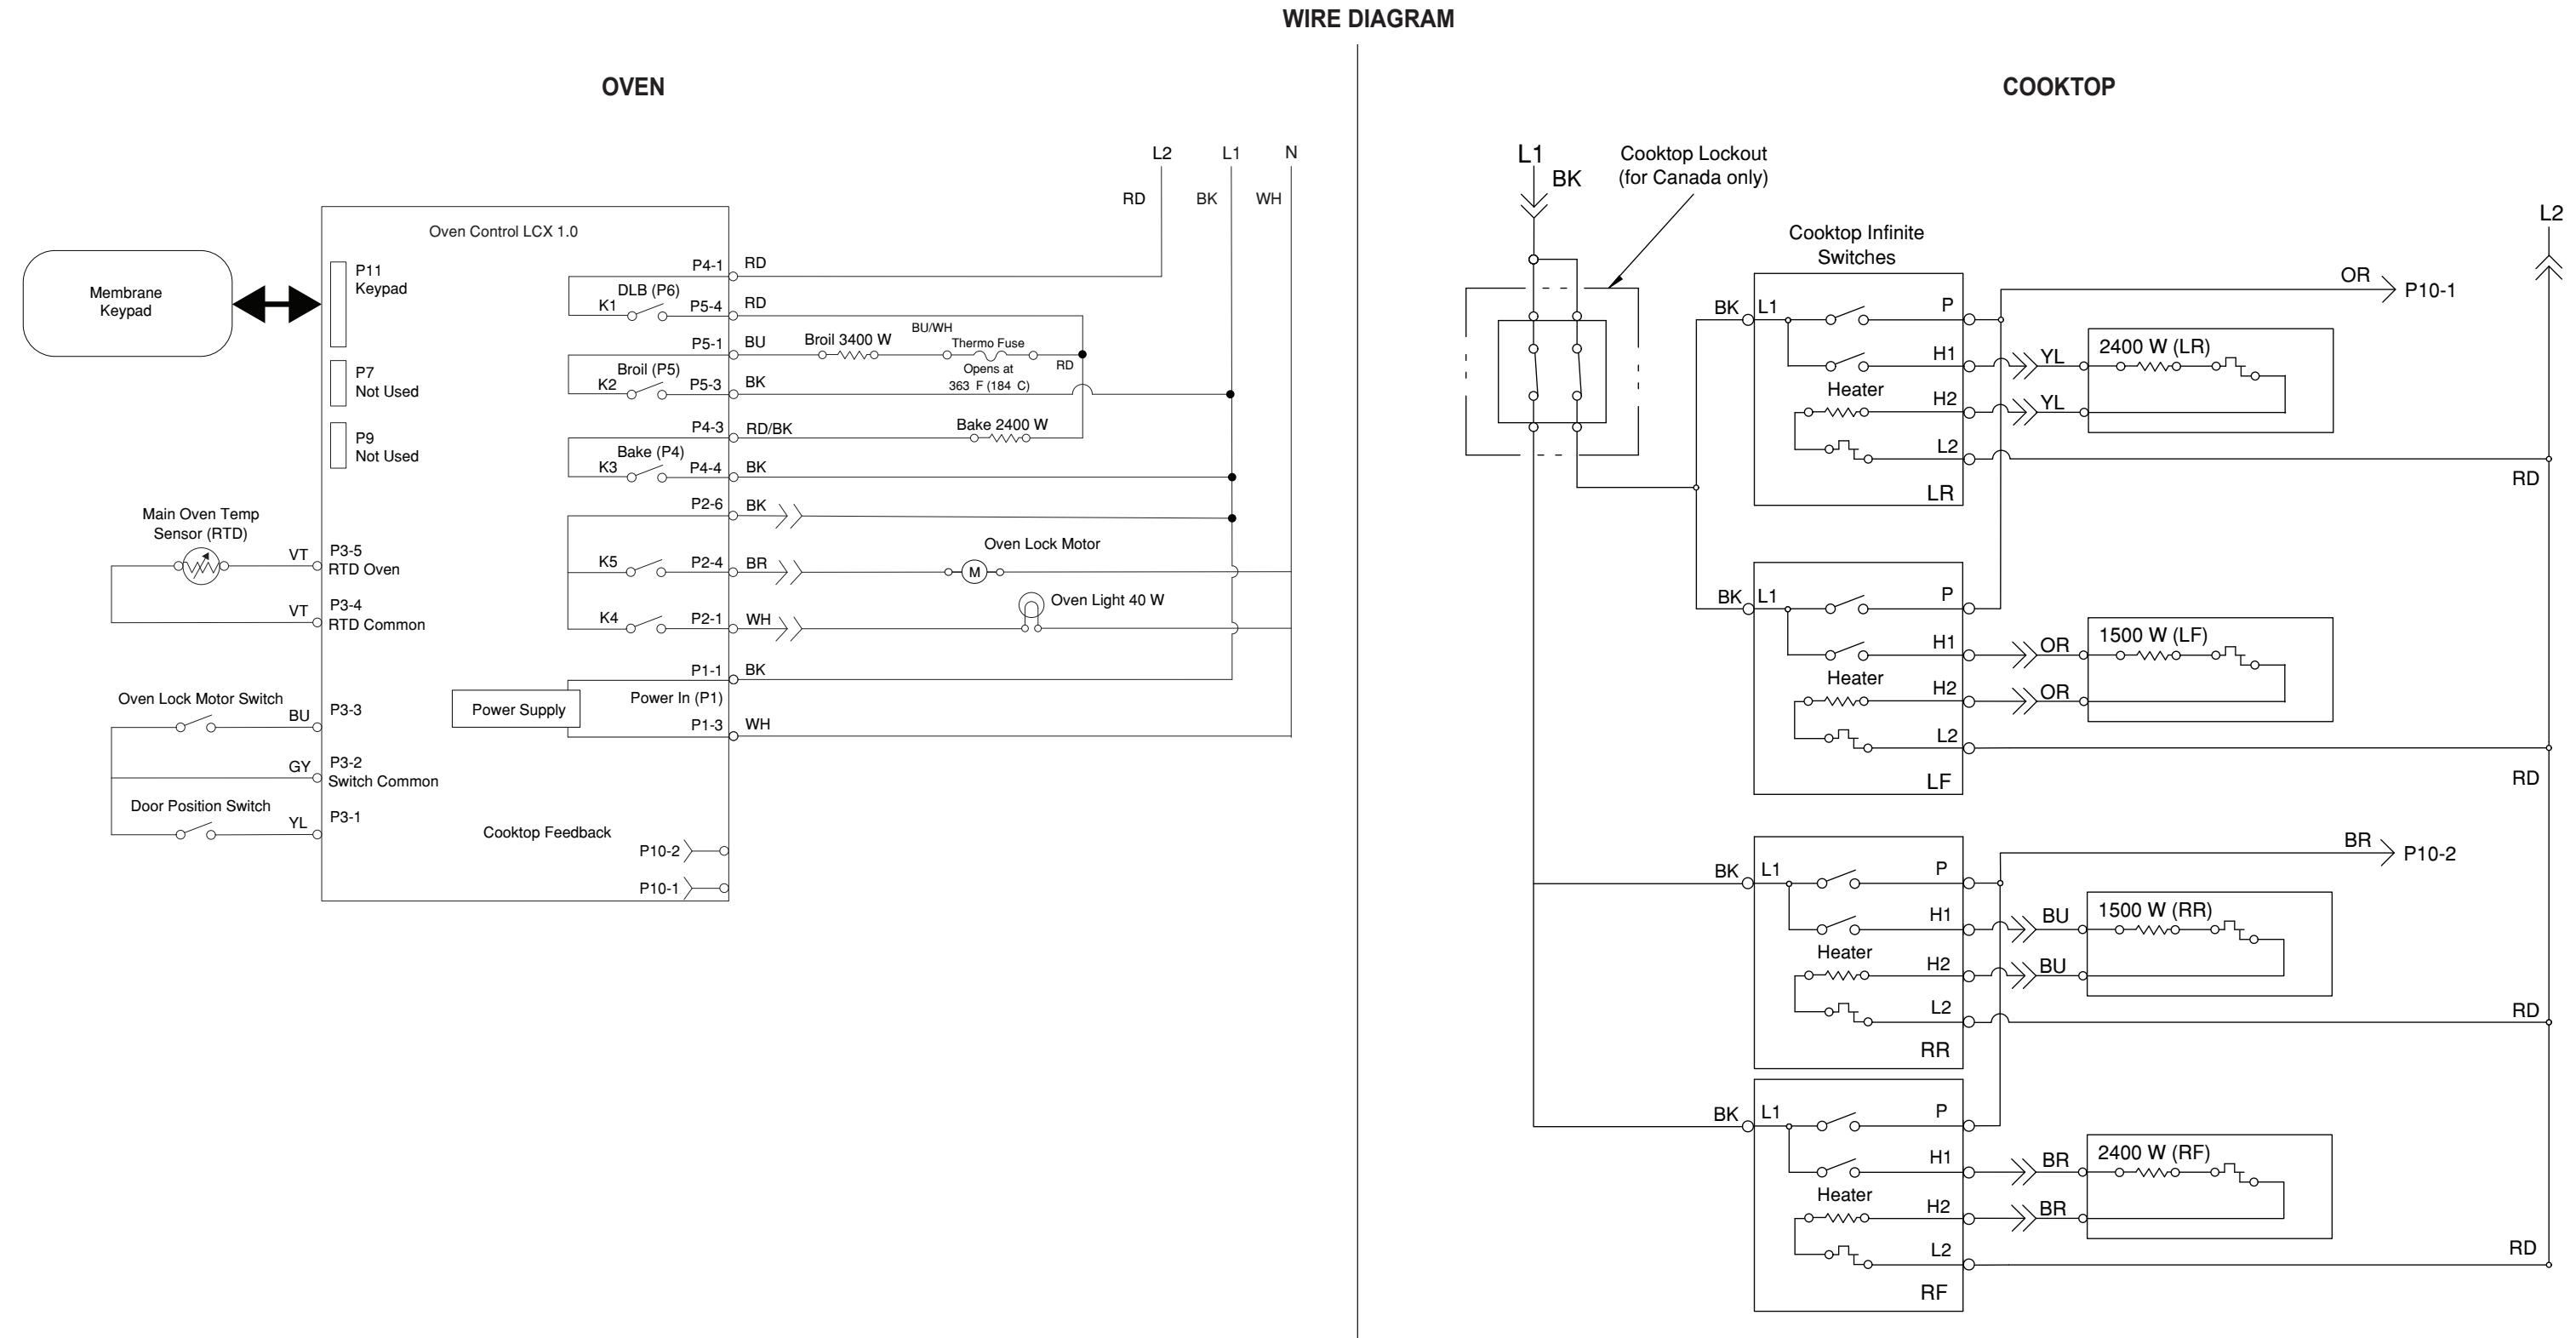 WIRE DIAGRAM
OVEN
L2
L1
N
RD
BK
WH
Oven Control LCX 1.0
Membrane
Keypad
P11
Keypad
P7
Not Used
P9
Not Used
Main Oven Temp
Sensor (RTD)
VT
P3-5
RTD Oven
VT
P3-4
RTD Common
Oven Lock Motor Switch
BU
P3-3
GY
P3-2
Switch Common
Door Position Switch
YL
P3-1
P4-1
RD
DLB (P6)
K1
P5-4
RD
P5-1
BU
Broil 3400 W
BU/WH
Thermo Fuse
Opens at
363 F (184 C)
RD
Broil (P5)
K2
P5-3
BK
P4-3
RD/BK
Bake 2400 W
Bake (P4)
K3
P4-4
BK
P2-6
BK
K5
P2-4
BR
Oven Lock Motor
M
K4
P2-1
WH
Oven Light 40 W
P1-1
BK
Power Supply
Power In (P1)
P1-3
WH
Cooktop Feedback
P10-2
P10-1
COOKTOP
L1
BK
Cooktop Lockout
(for Canada only)
Cooktop Infinite
Switches
L2
OR
P10-1
BK
L1
P
H1
YL
2400 W (LR)
Heater
H2
YL
L2
RD
LR
BK
L1
P
H1
OR
1500 W (LF)
Heater
H2
OR
L2
RD
LF
BR
P10-2
BK
L1
P
H1
BU
1500 W (RR)
Heater
H2
BU
L2
RD
RR
BK
L1
P
H1
BR
2400 W (RF)
Heater
H2
BR
L2
RD
RF